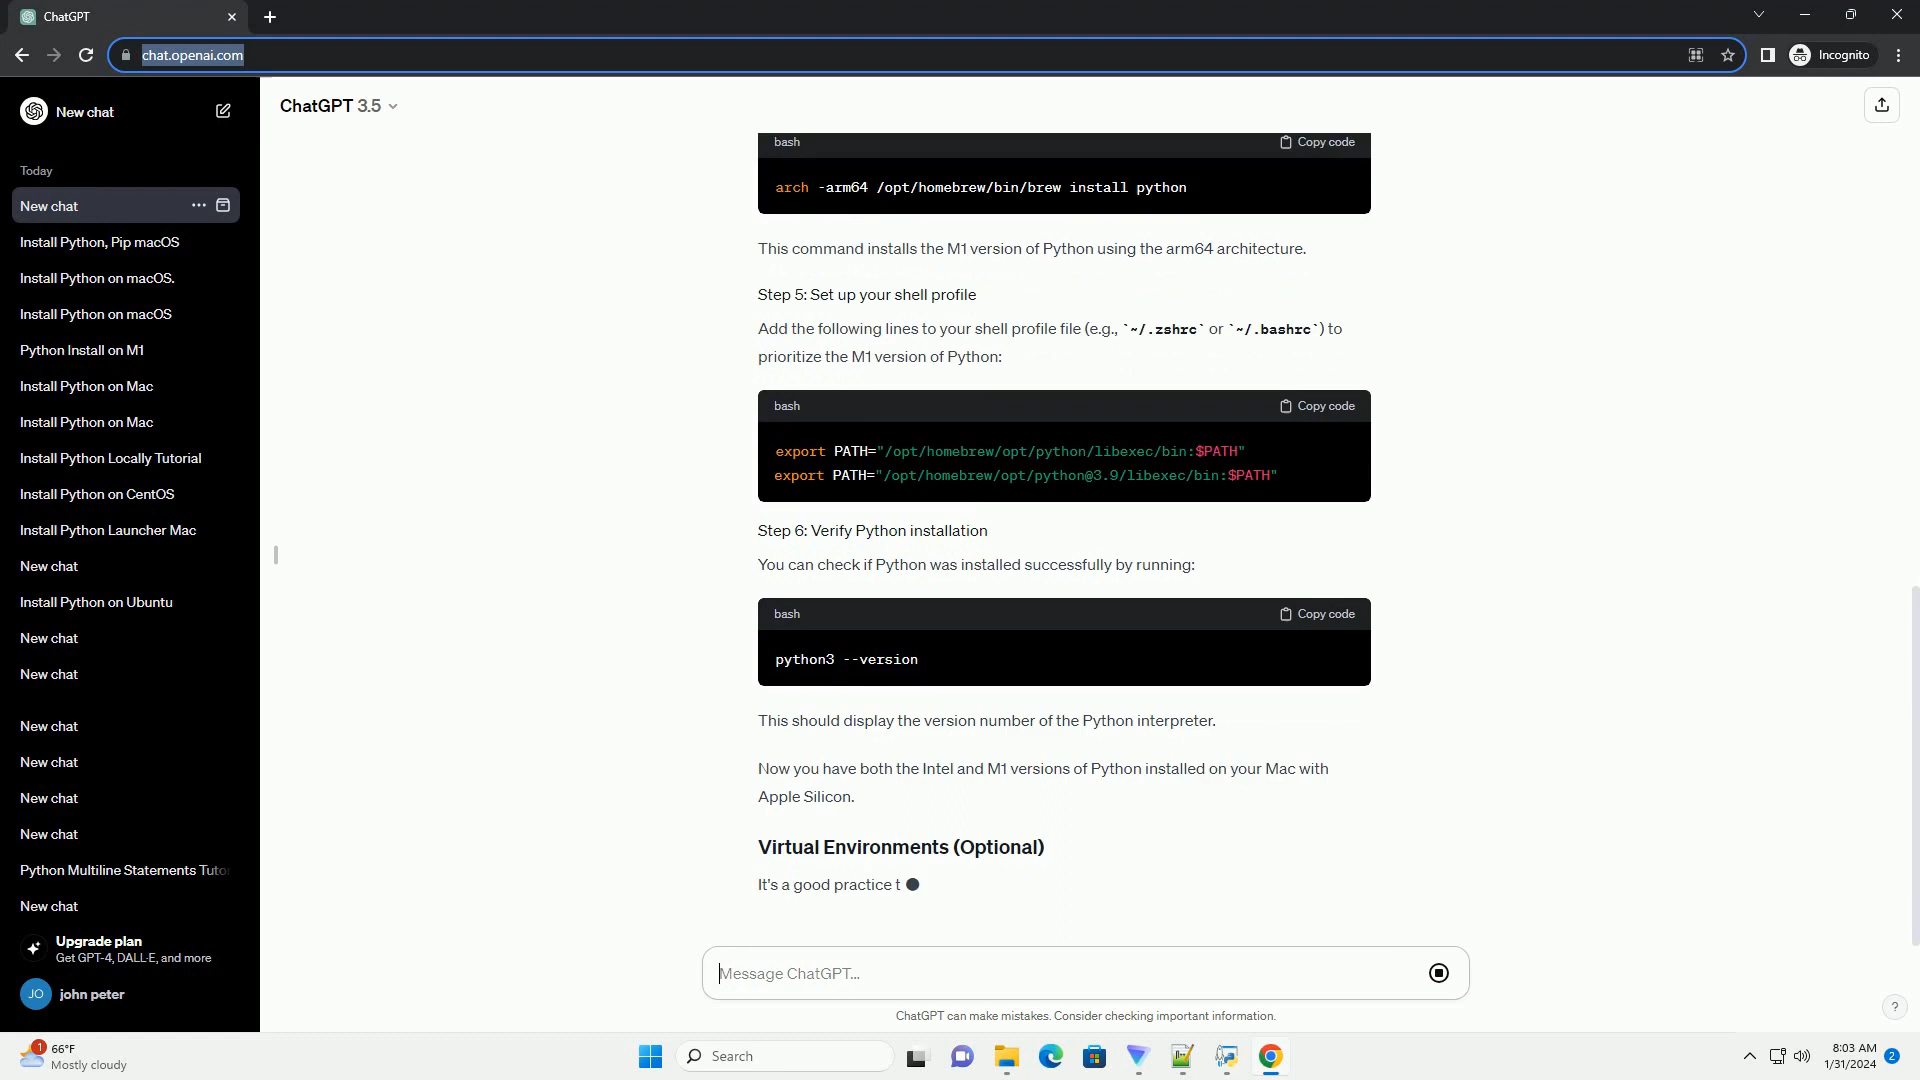 ChatGPT
chat.openai.com
Incognito
New chat
ChatGPT 3.5
Today
New chat
Install Python, Pip macOS
Install Python on macOS.
Install Python on macOS
Python Install on M1
Install Python on Mac
Install Python on Mac
Install Python Locally Tutorial
Install Python on CentOS
Install Python Launcher Mac
New chat
Install Python on Ubuntu
New chat
New chat
New chat
New chat
New chat
New chat
Python Multiline Statements Tuto
New chat
Upgrade plan
Get GPT-4, DALL·E, and more
JO john peter
bash Copy code
arch -arm64 /opt/homebrew/bin/brew install python
This command installs the M1 version of Python using the arm64 architecture.
Step 5: Set up your shell profile
Add the following lines to your shell profile file (e.g., `~/.zshrc` or `~/.bashrc`) to
prioritize the M1 version of Python:
bash Copy code
export PATH="/opt/homebrew/opt/python/libexec/bin:$PATH"
export PATH="/opt/homebrew/opt/python@3.9/libexec/bin:$PATH"
Step 6: Verify Python installation
You can check if Python was installed successfully by running:
bash Copy code
python3 --version
This should display the version number of the Python interpreter.
Now you have both the Intel and M1 versions of Python installed on your Mac with
Apple Silicon.
Virtual Environments (Optional)
It's a good practice t
Message ChatGPT...
ChatGPT can make mistakes. Consider checking important information.
?
1
66°F
Mostly cloudy
Search
8:03 AM
1/31/2024
2